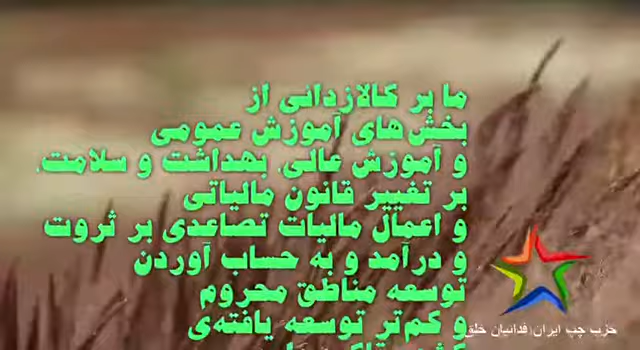 ما بر کالازدائی از
بخش‌های آموزش عمومی
و آموزش عالی، بهداشت و سلامت،
بر تغییر قانون مالیاتی
و اعمال مالیات تصاعدی بر ثروت
و درآمد و به حساب آوردن
توسعه مناطق محروم
و کم‌تر توسعه یافته‌ی
حزب چپ ایران (فدائیان خلق)